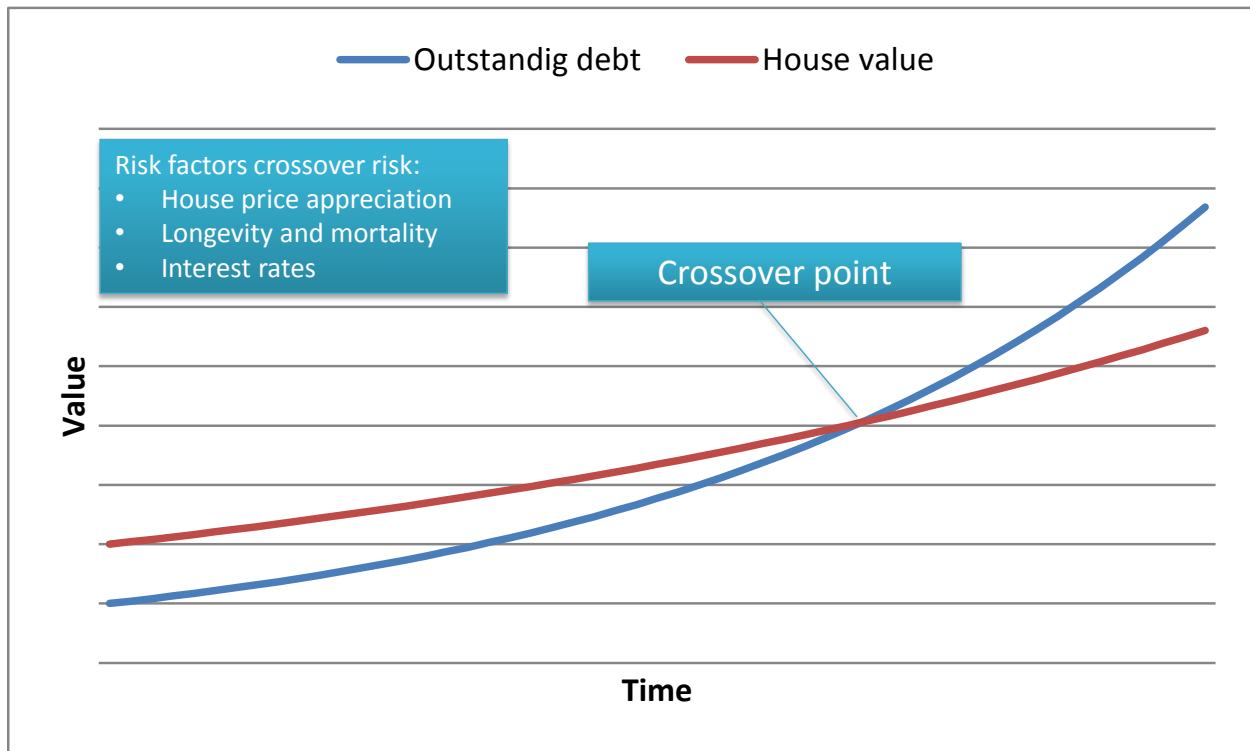 Outstandig debt House value
Risk factors crossover risk:
• House price appreciation
• Longevity and mortality
• Interest rates
Crossover point
Value
Time